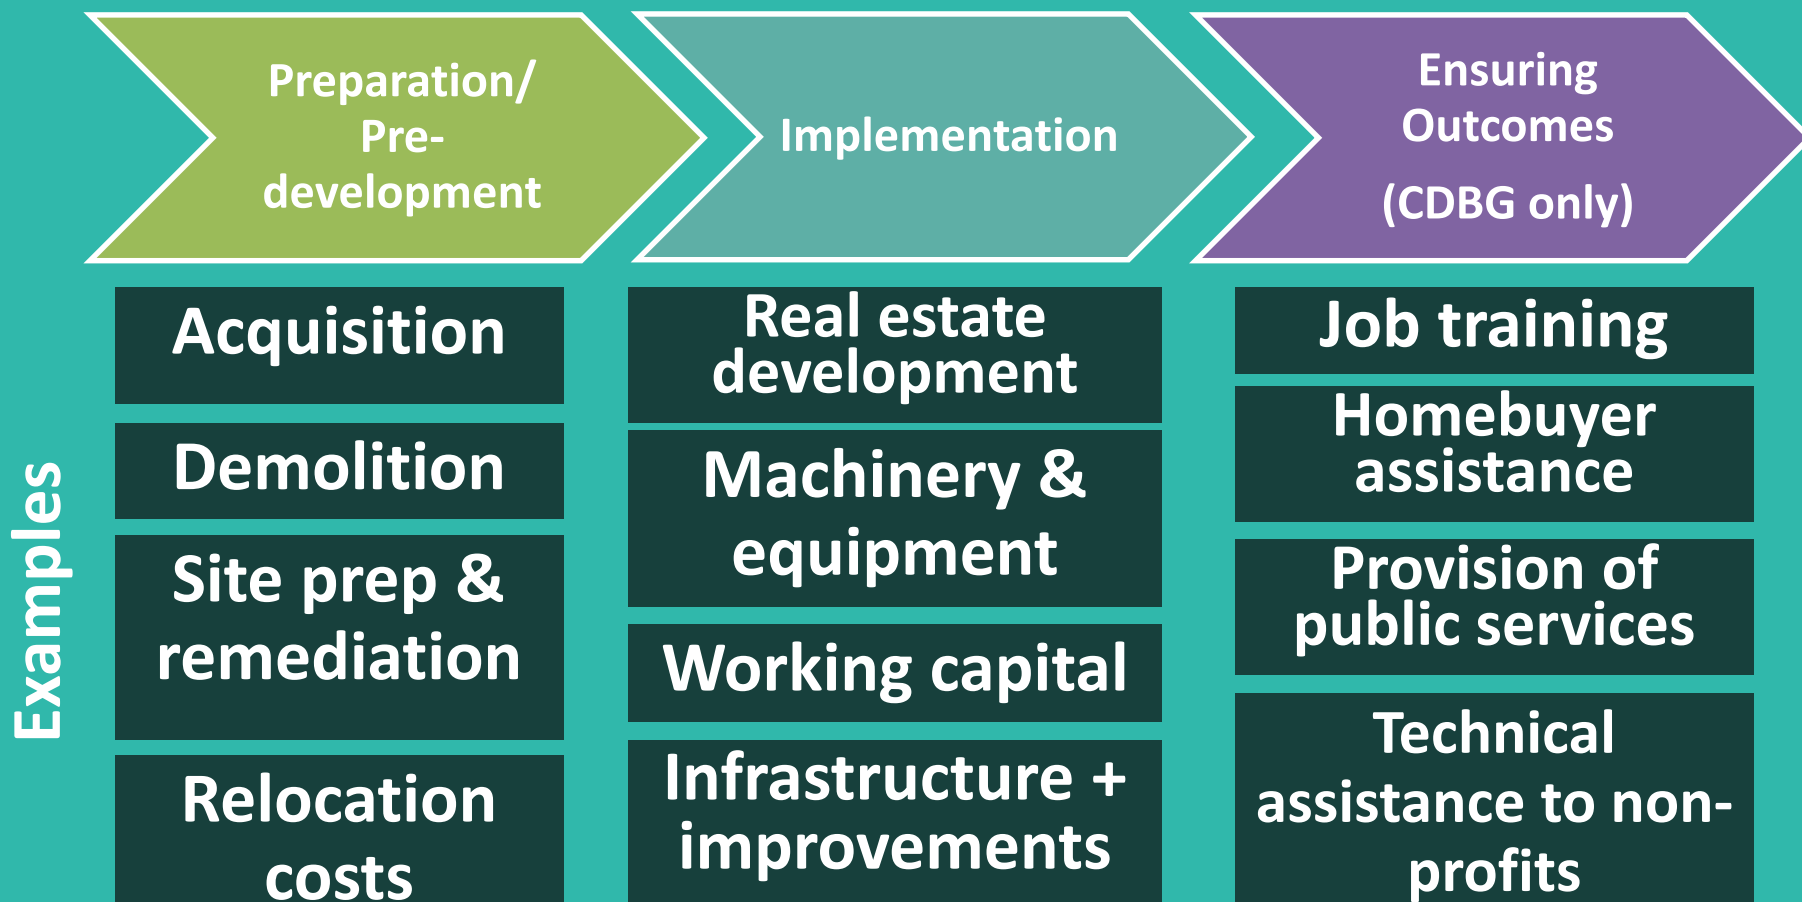 Preparation/
Pre-
development
Implementation
Ensuring
Outcomes
(CDBG only)
Examples
Acquisition
Demolition
Site prep &
remediation
Relocation
costs
Real estate
development
Machinery &
equipment
Working capital
Infrastructure +
improvements
Job training
Homebuyer
assistance
Provision of
public services
Technical
assistance to non-
profits